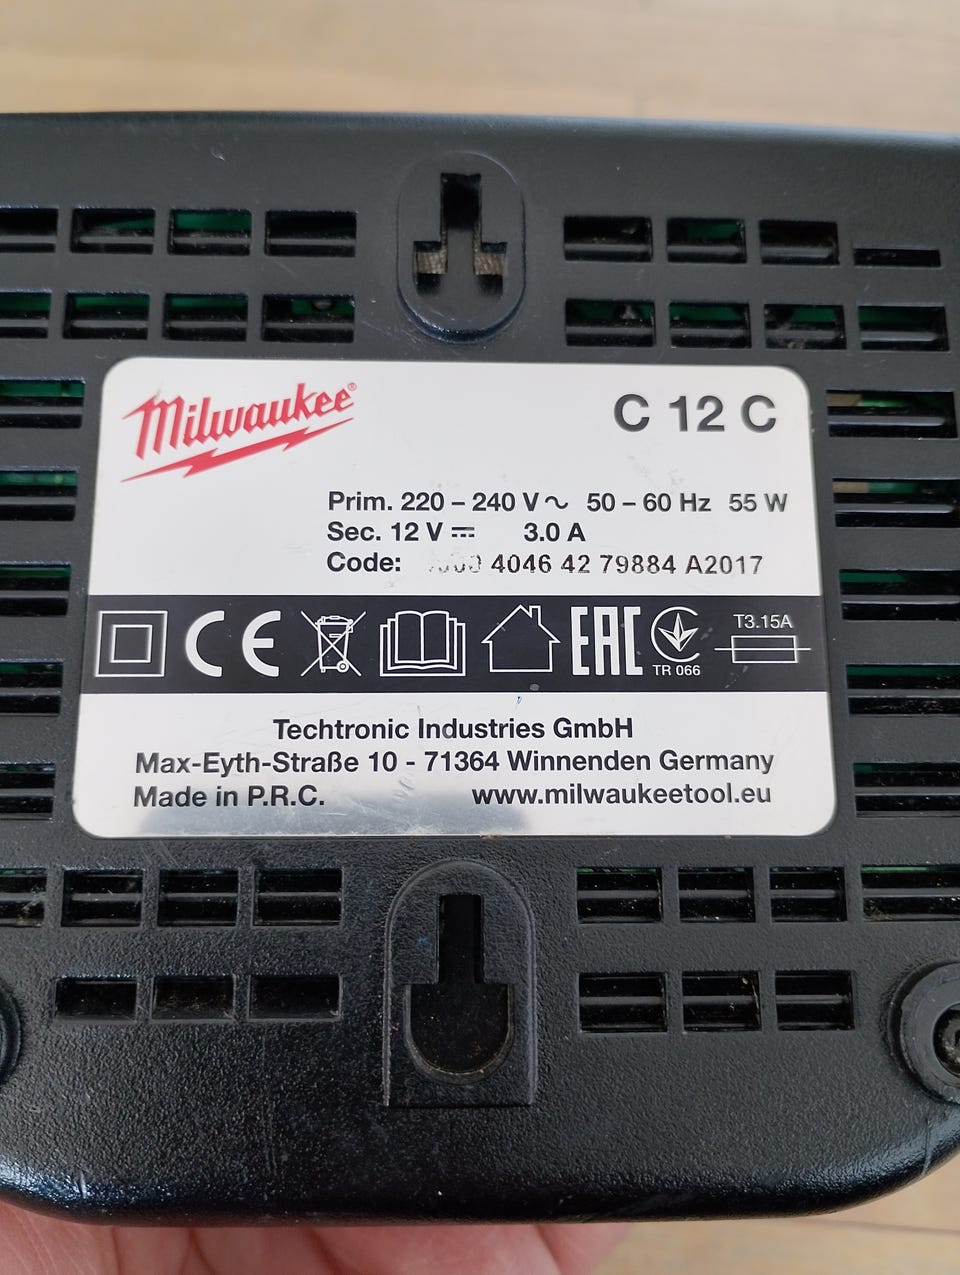 Milwaukee®
C 12 C
Prim. 220 – 240 V ~ 50 – 60 Hz 55 W
Sec. 12 V ⎓ 3.0 A
Code: 4046 42 79884 A2017
CE EAC TR 066 T3.15A
Techtronic Industries GmbH
Max-Eyth-Straße 10 - 71364 Winnenden Germany
Made in P.R.C. www.milwaukeetool.eu